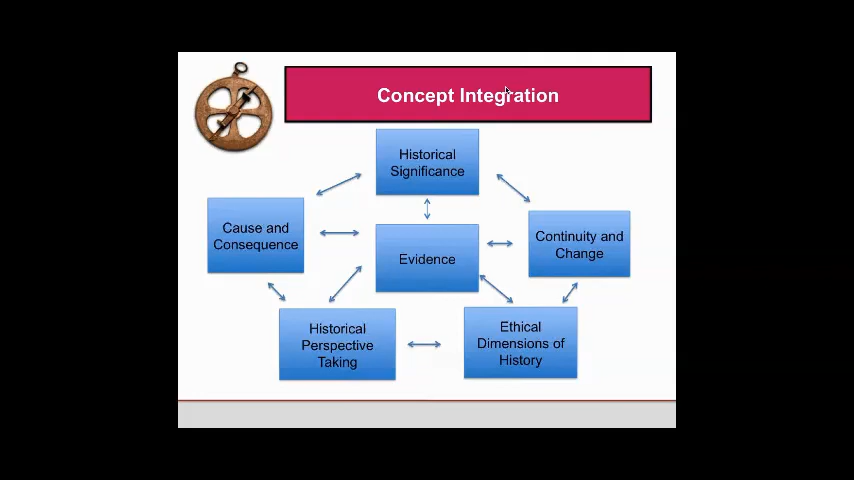 Concept Integration
Historical
Significance
Cause and
Consequence
Evidence
Continuity and
Change
Historical
Perspective
Taking
Ethical
Dimensions of
History